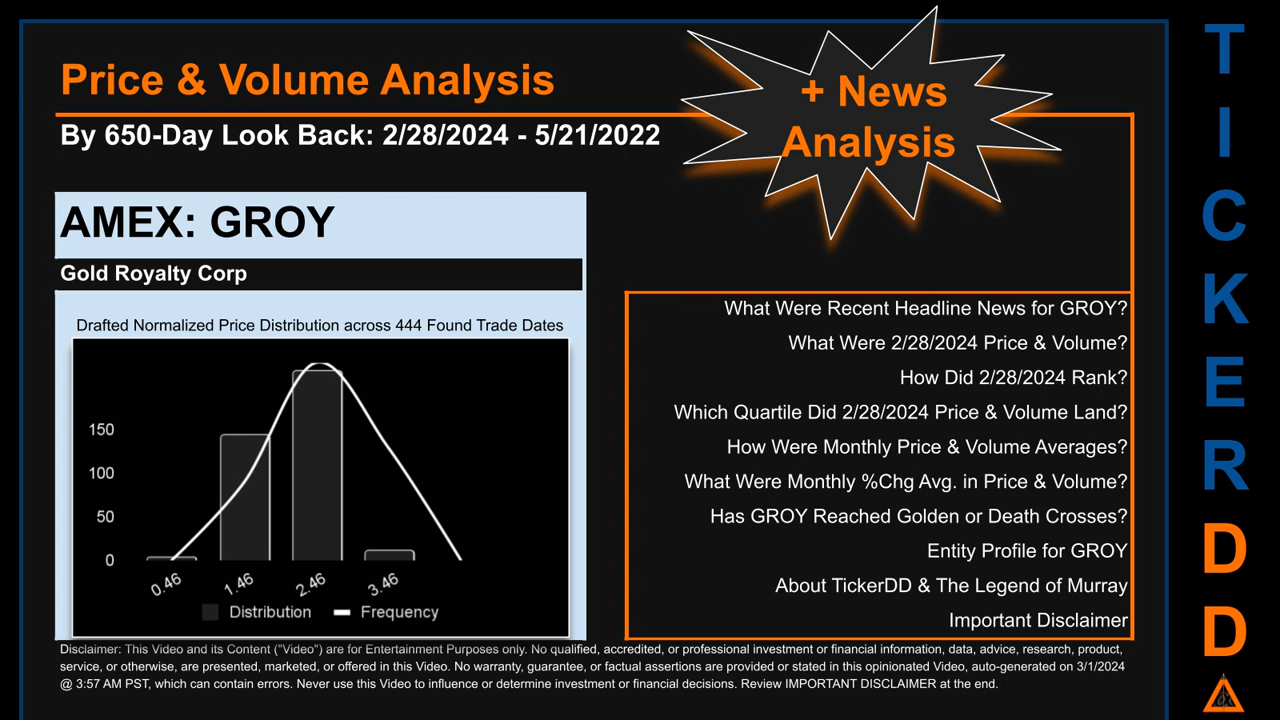 Price & Volume Analysis
+ News
Analysis
By 650-Day Look Back: 2/28/2024 - 5/21/2022
AMEX: GROY
Gold Royalty Corp
Drafted Normalized Price Distribution across 444 Found Trade Dates
150
100
50
0
0.46
1.46
2.46
3.46
Distribution
Frequency
What Were Recent Headline News for GROY?
What Were 2/28/2024 Price & Volume?
How Did 2/28/2024 Rank?
Which Quartile Did 2/28/2024 Price & Volume Land?
How Were Monthly Price & Volume Averages?
What Were Monthly %Chg Avg. in Price & Volume?
Has GROY Reached Golden or Death Crosses?
Entity Profile for GROY
About TickerDD & The Legend of Murray
Important Disclaimer
Disclaimer: This Video and its Content ("Video") are for Entertainment Purposes only. No qualified, accredited, or professional investment or financial information, data, advice, research, product,
service, or otherwise, are presented, marketed, or offered in this Video. No warranty, guarantee, or factual assertions are provided or stated in this opinionated Video, auto-generated on 3/1/2024
@ 3:57 AM PST, which can contain errors. Never use this Video to influence or determine investment or financial decisions. Review IMPORTANT DISCLAIMER at the end.
T
I
C
K
E
R
D
D